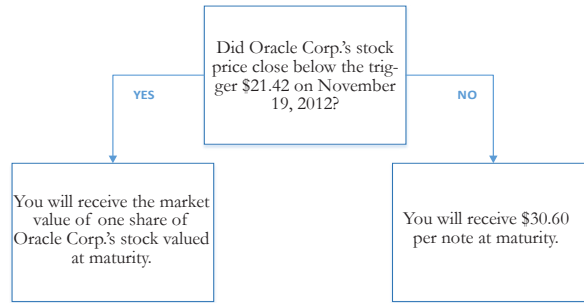 Did Oracle Corp.'s stock
price close below the trig-
ger $21.42 on November
19, 2012?
YES
NO
You will receive the market
value of one share of
Oracle Corp.'s stock valued
at maturity.
You will receive $30.60
per note at maturity.